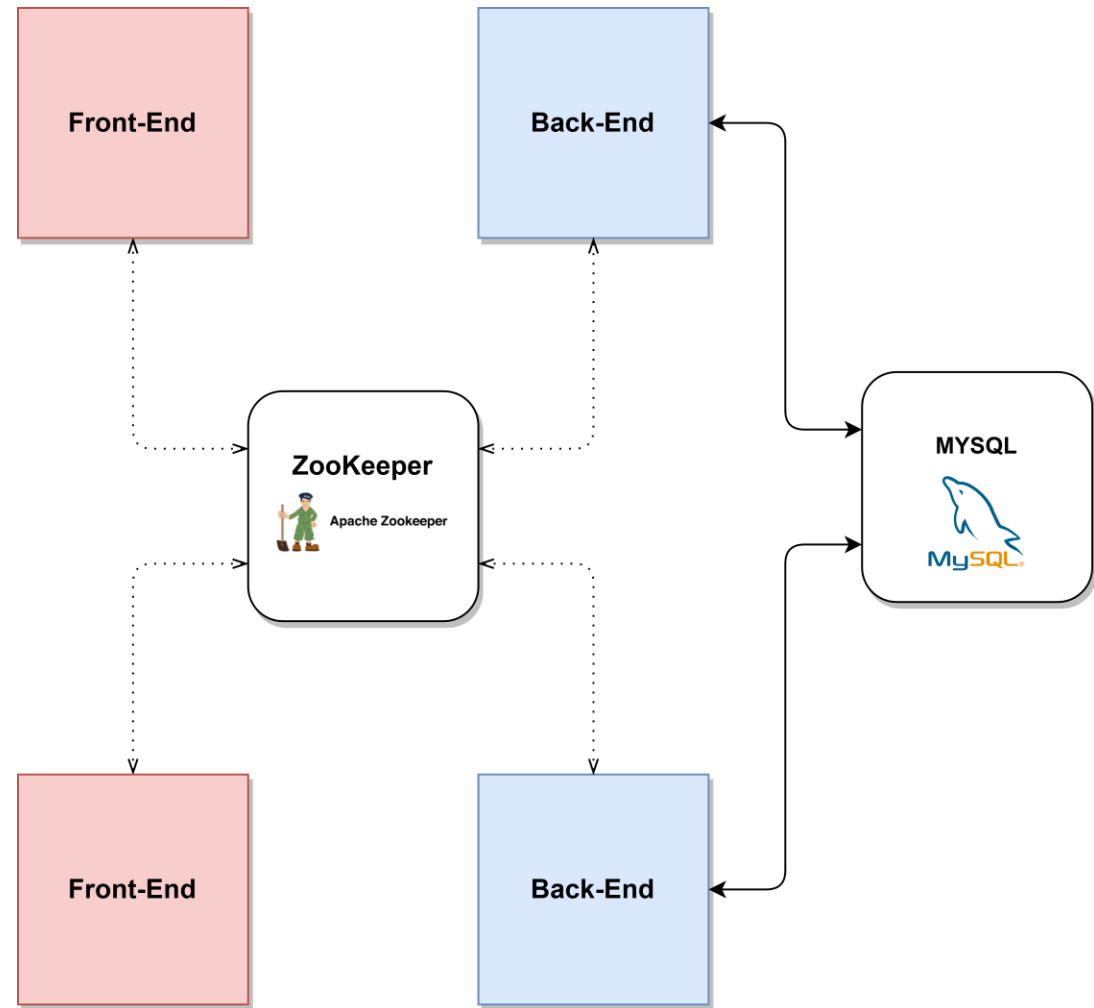 Front-End
Back-End
ZooKeeper
Apache Zookeeper
MYSQL
MySQL
Front-End
Back-End